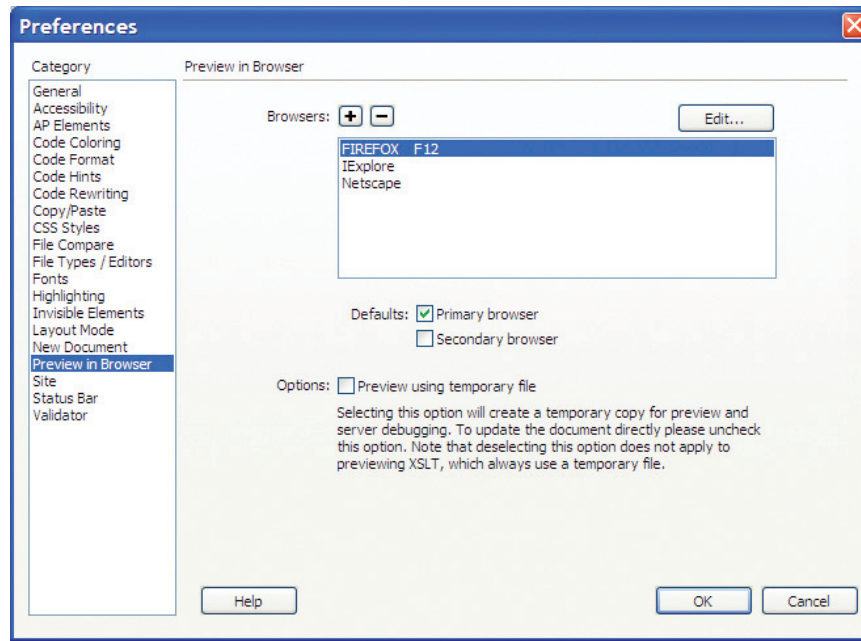 Preferences
Category
General
Accessibility
AP Elements
Code Coloring
Code Format
Code Hints
Code Rewriting
Copy/Paste
CSS Styles
File Compare
File Types / Editors
Fonts
Highlighting
Invisible Elements
Layout Mode
New Document
Preview in Browser
Site
Status Bar
Validator
Preview in Browser
Browsers: + −
Edit...
FIREFOX F12
IExplore
Netscape
Defaults: Primary browser
Secondary browser
Options: Preview using temporary file
Selecting this option will create a temporary copy for preview and
server debugging. To update the document directly please uncheck
this option. Note that deselecting this option does not apply to
previewing XSLT, which always use a temporary file.
Help
OK
Cancel